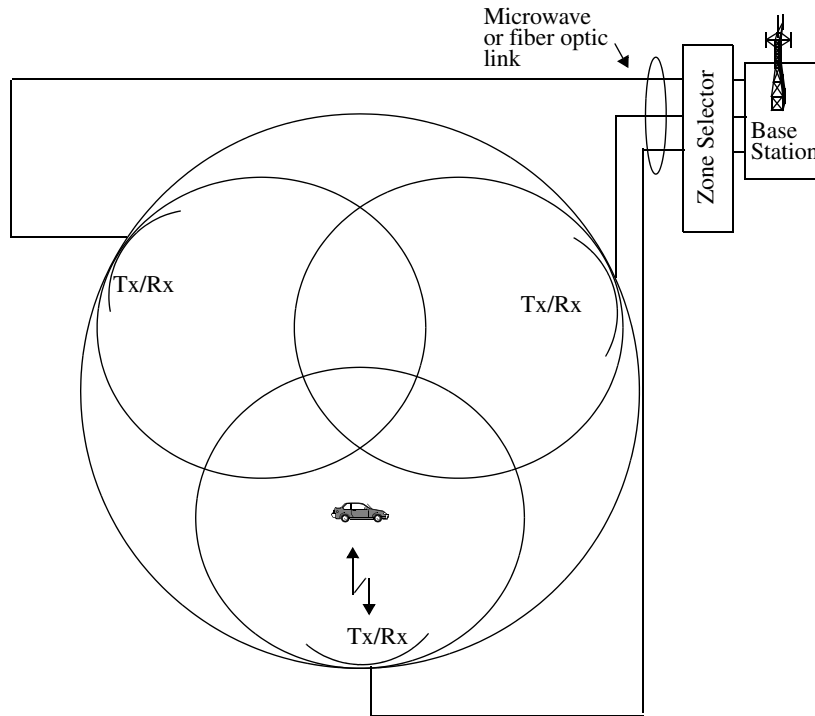 Microwave
or fiber optic
link
Zone Selector
Base
Station
Tx/Rx
Tx/Rx
Tx/Rx